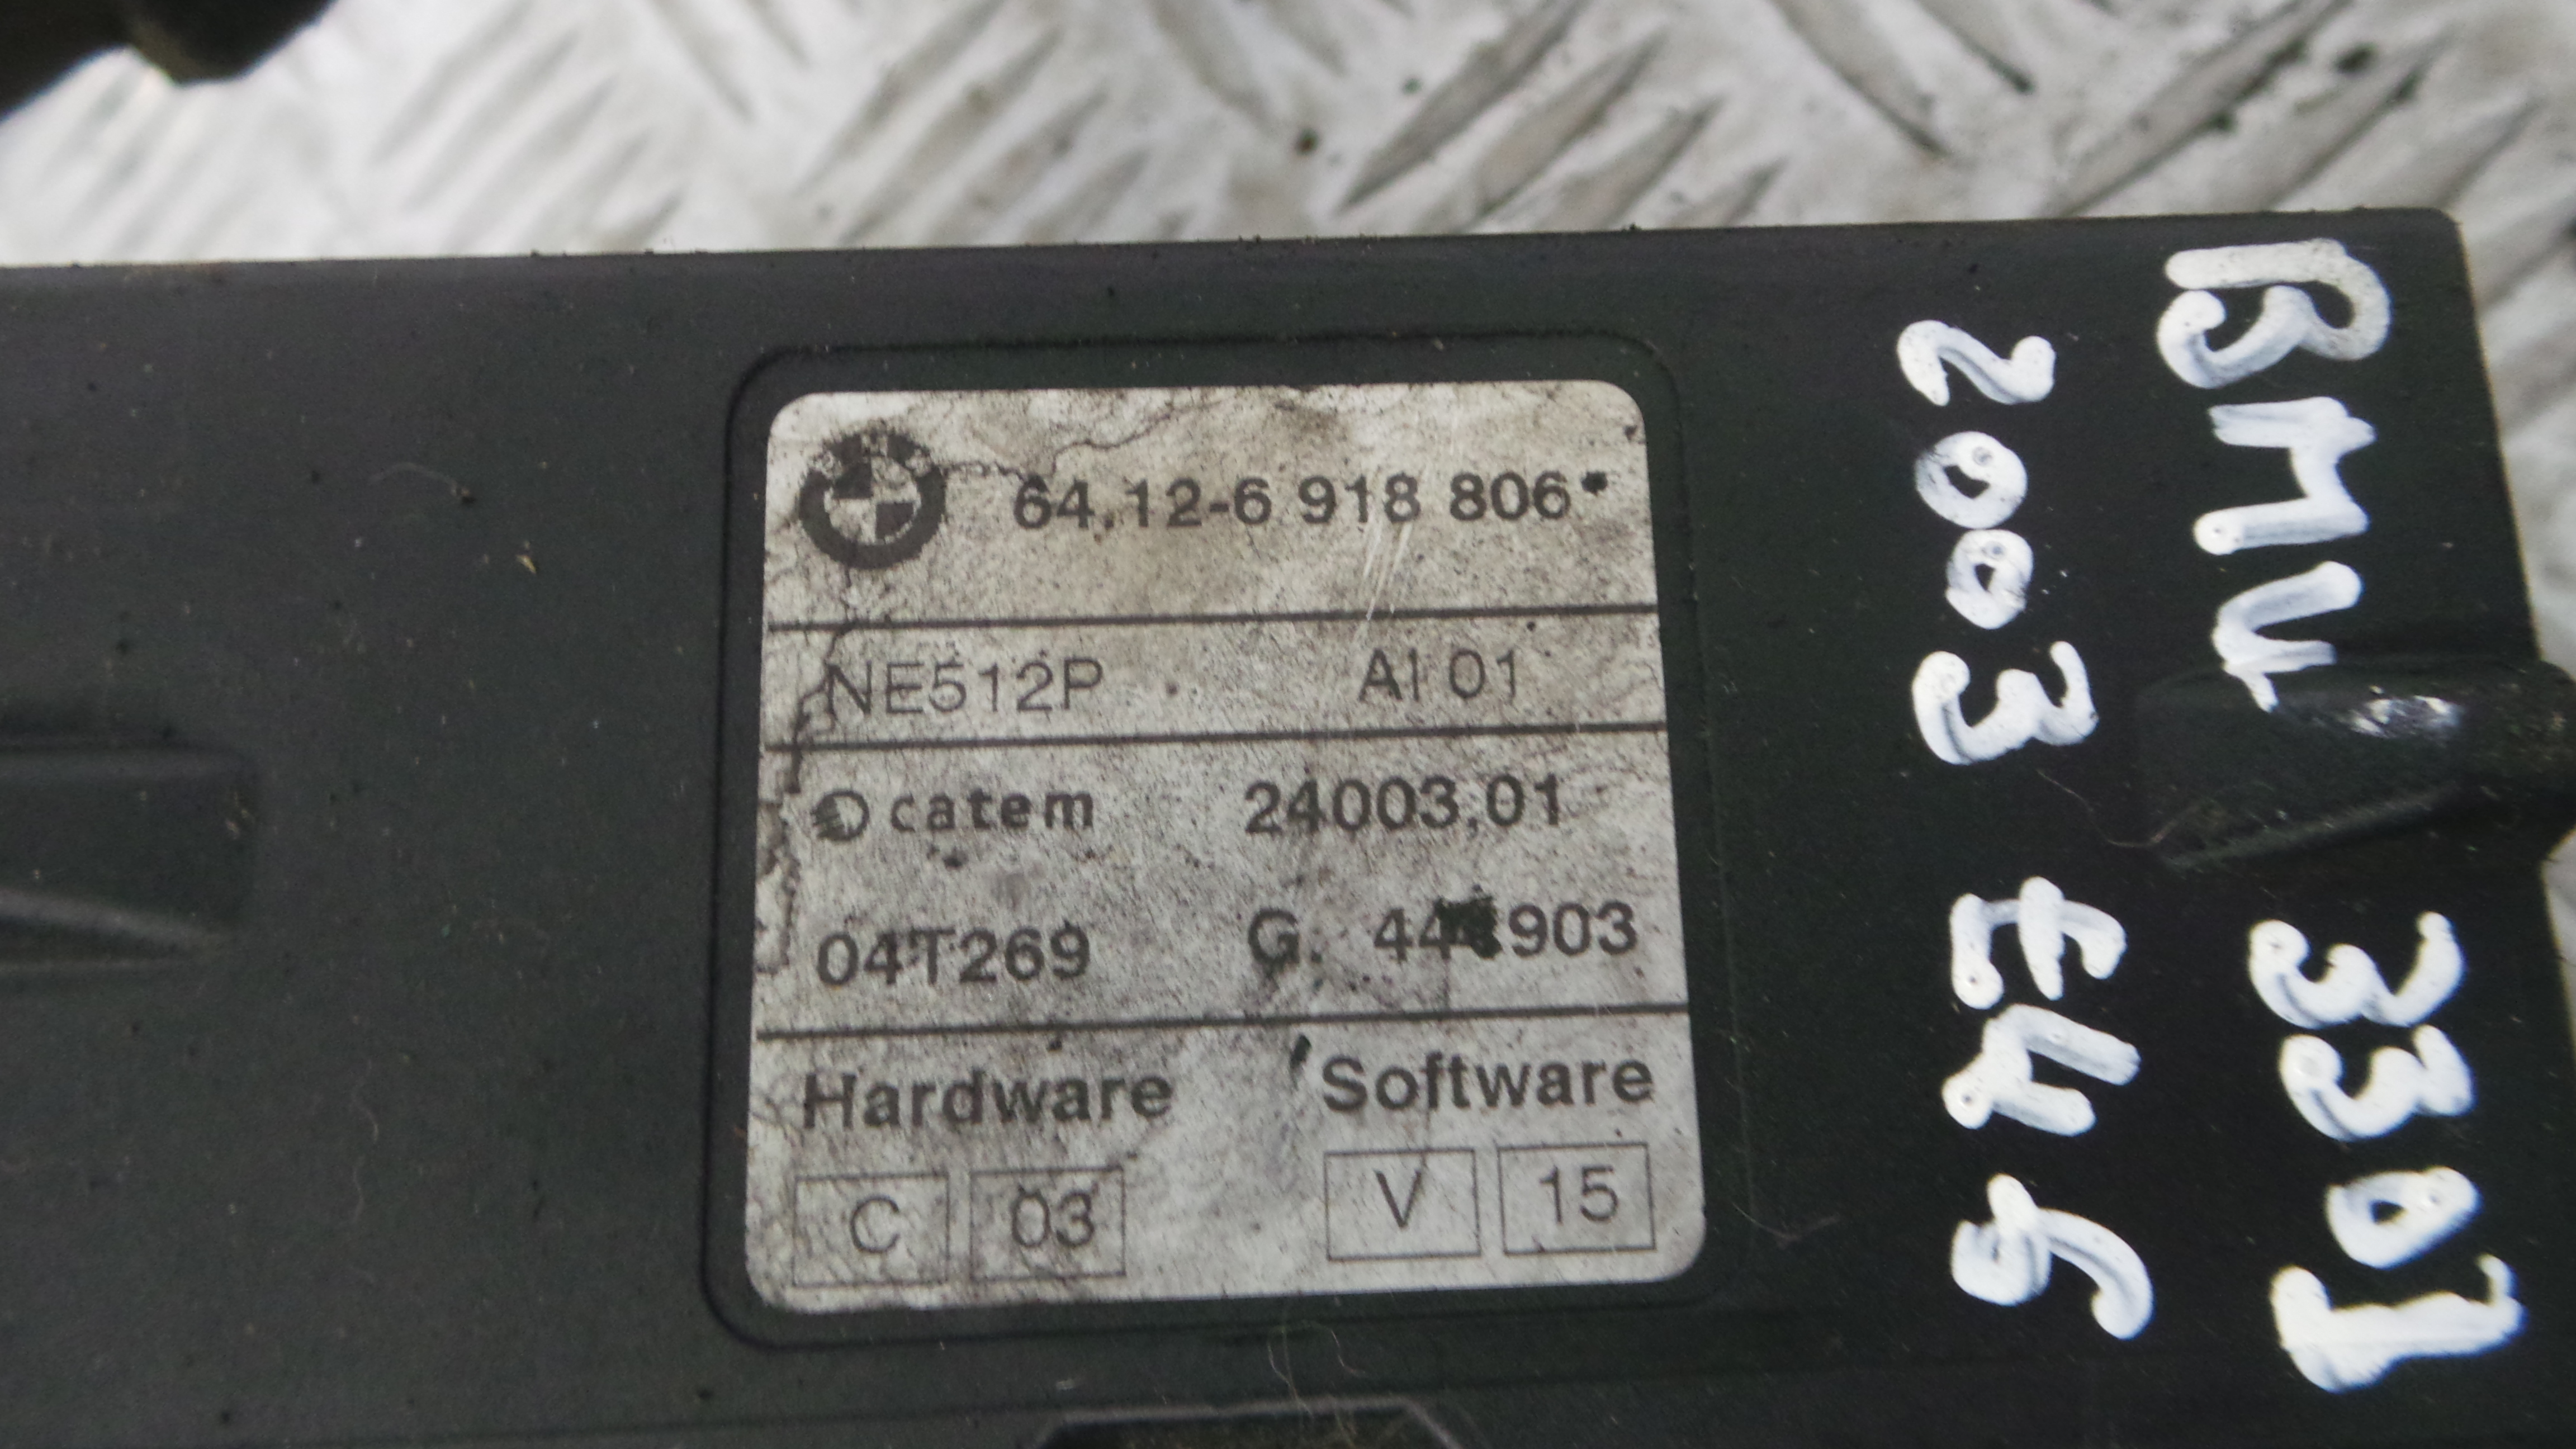 64.12-6 918 806
NE512P AI 01
catem 24003,01
04T269 G. 903
Hardware Software
C 03 V 15
BMW 330I
2003 E46